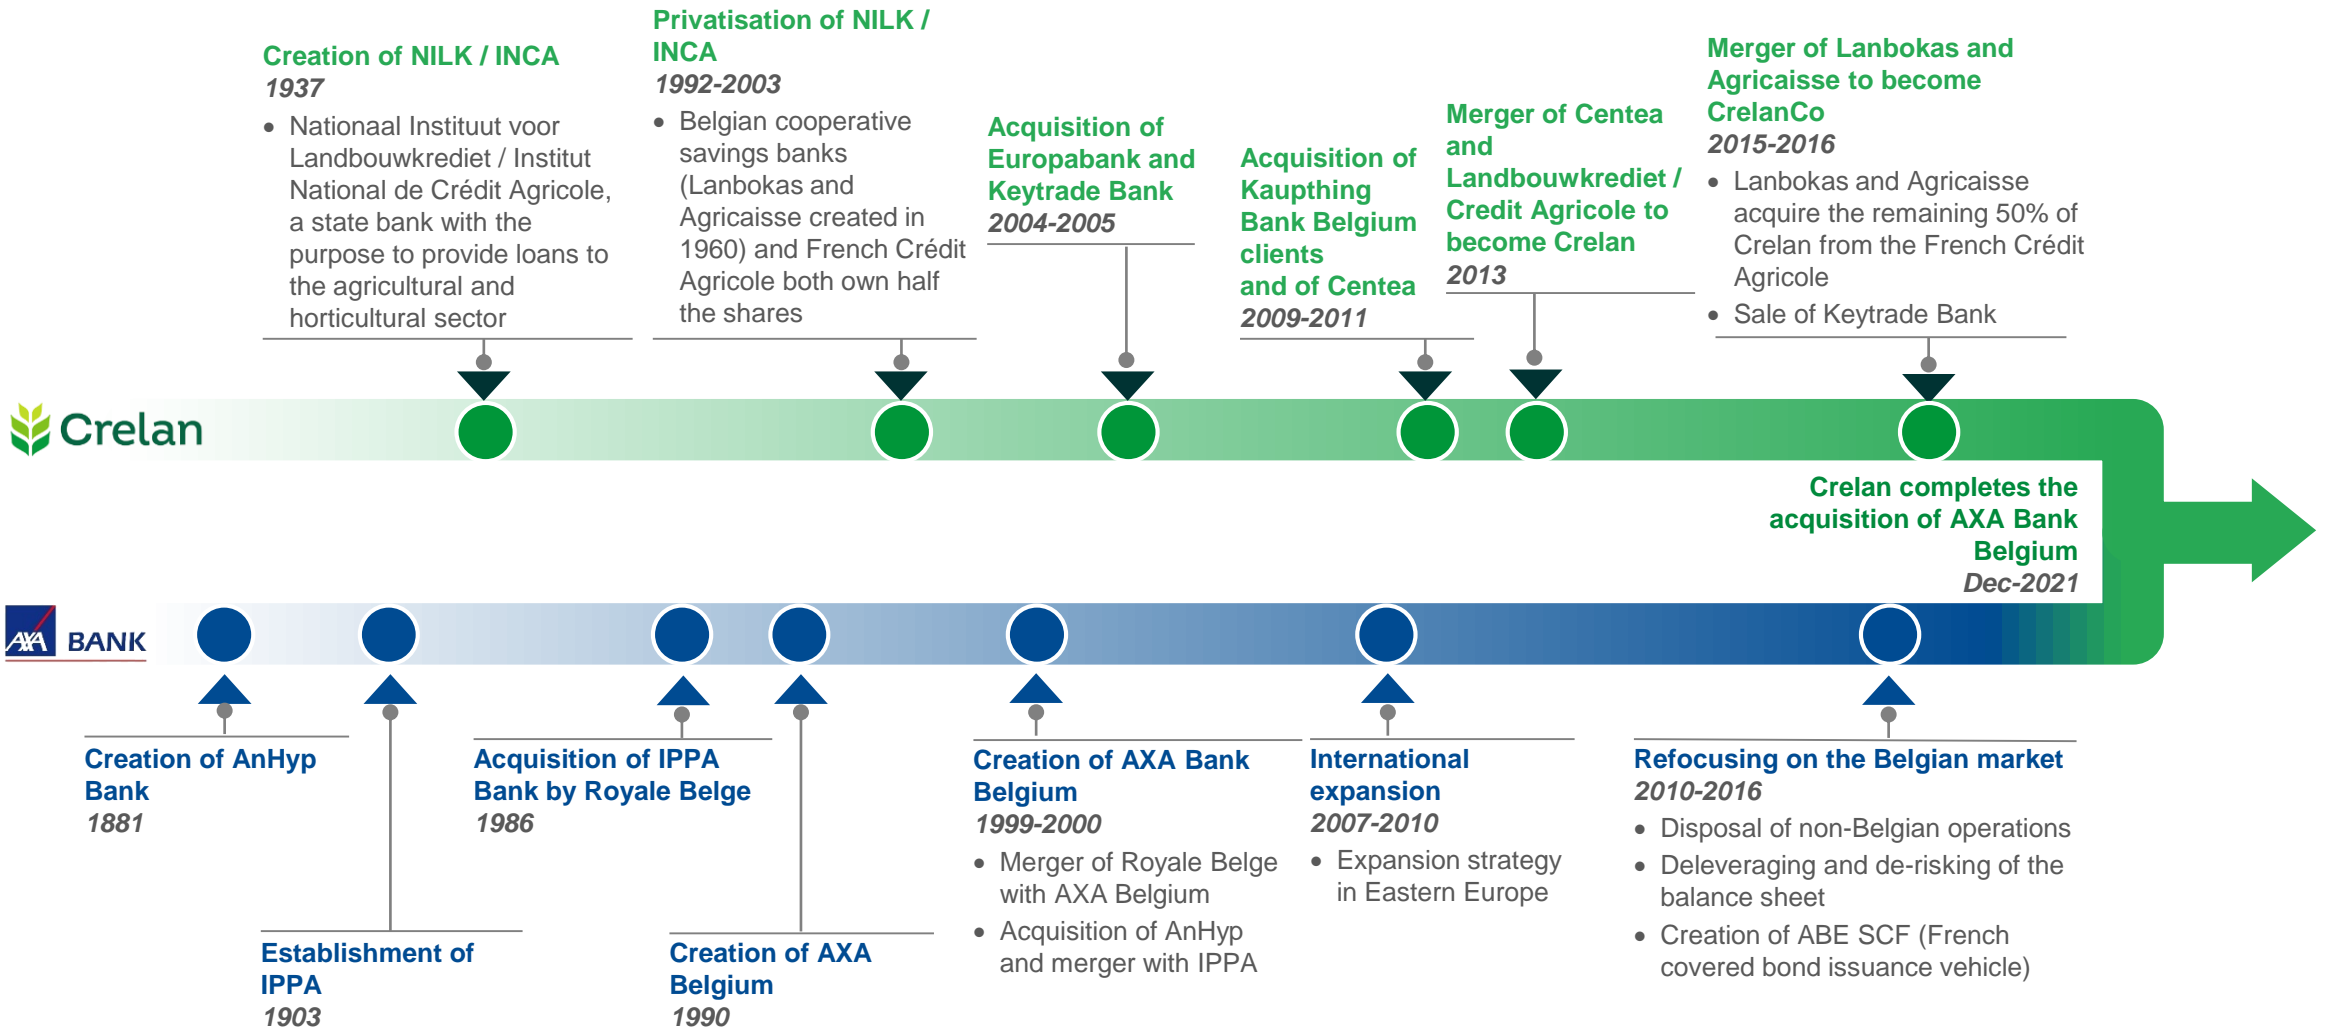 Creation of NILK / INCA
1937
• Nationaal Instituut voor
Landbouwkrediet / Institut
National de Crédit Agricole,
a state bank with the
purpose to provide loans to
the agricultural and
horticultural sector
Privatisation of NILK /
INCA
1992-2003
• Belgian cooperative
savings banks
(Lanbokas and
Agricaisse created in
1960) and French Crédit
Agricole both own half
the shares
Acquisition of
Europabank and
Keytrade Bank
2004-2005
Acquisition of
Kaupthing
Bank Belgium
clients
and of Centea
2009-2011
Merger of Centea
and
Landbouwkrediet /
Credit Agricole to
become Crelan
2013
Merger of Lanbokas and
Agricaisse to become
CrelanCo
2015-2016
• Lanbokas and Agricaisse
acquire the remaining 50% of
Crelan from the French Crédit
Agricole
• Sale of Keytrade Bank
Crelan
Crelan completes the
acquisition of AXA Bank
Belgium
Dec-2021
AXA BANK
Creation of AnHyp
Bank
1881
Establishment of
IPPA
1903
Acquisition of IPPA
Bank by Royale Belge
1986
Creation of AXA
Belgium
1990
Creation of AXA Bank
Belgium
1999-2000
• Merger of Royale Belge
with AXA Belgium
• Acquisition of AnHyp
and merger with IPPA
International
expansion
2007-2010
• Expansion strategy
in Eastern Europe
Refocusing on the Belgian market
2010-2016
• Disposal of non-Belgian operations
• Deleveraging and de-risking of the
balance sheet
• Creation of ABE SCF (French
covered bond issuance vehicle)